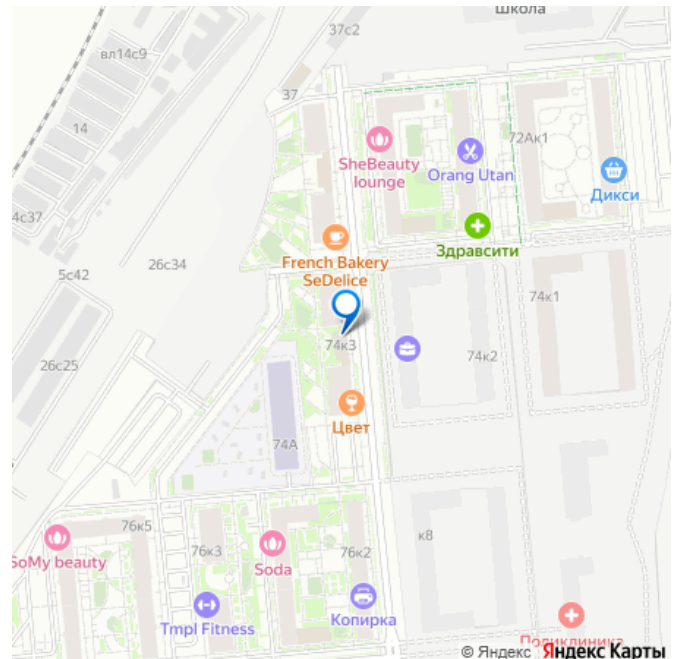 Школа
37с2
вл14с9
37
14
72Ак1
SheBeauty
lounge
Orang Utan
Дикси
4с37
Здравсити
French Bakery
SeDelice
5с42
26с34
74к1
74к3
74к2
26с25
Цвет
74А
76к5
76к3
76к2
к8
SoMy beauty
Soda
Tmpl Fitness
Копирка
Поликлиника
© Яндекс Яндекс Карты